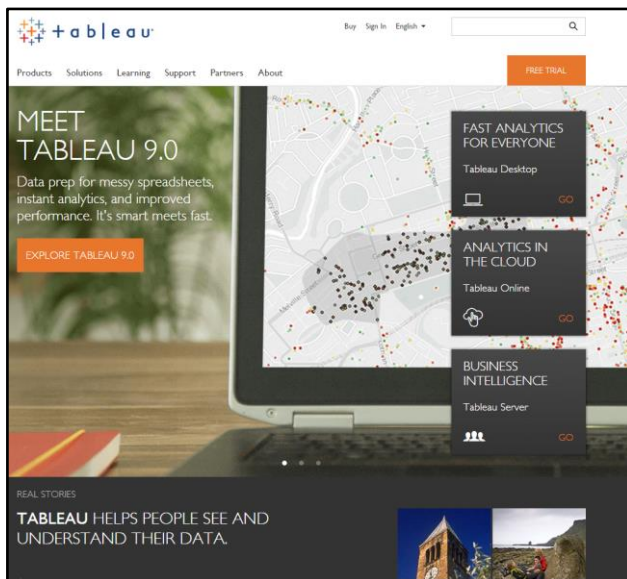 tableau
Buy Sign In English
Products Solutions Learning Support Partners About
FREE TRIAL
MEET
TABLEAU 9.0
Data prep for messy spreadsheets,
instant analytics, and improved
performance. It's smart meets fast.
EXPLORE TABLEAU 9.0
FAST ANALYTICS
FOR EVERYONE
Tableau Desktop
GO
ANALYTICS IN
THE CLOUD
Tableau Online
GO
BUSINESS
INTELLIGENCE
Tableau Server
GO
REAL STORIES
TABLEAU HELPS PEOPLE SEE AND
UNDERSTAND THEIR DATA.